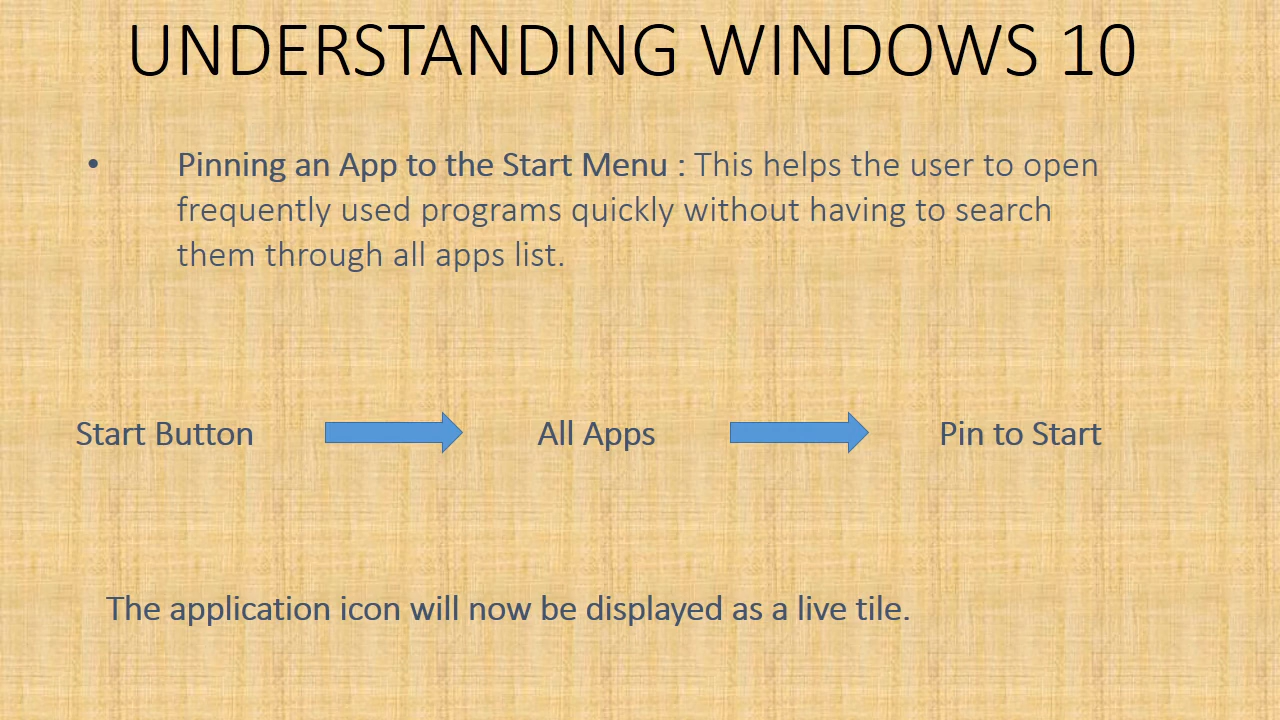 UNDERSTANDING WINDOWS 10
• Pinning an App to the Start Menu : This helps the user to open
frequently used programs quickly without having to search
them through all apps list.
Start Button All Apps Pin to Start
The application icon will now be displayed as a live tile.